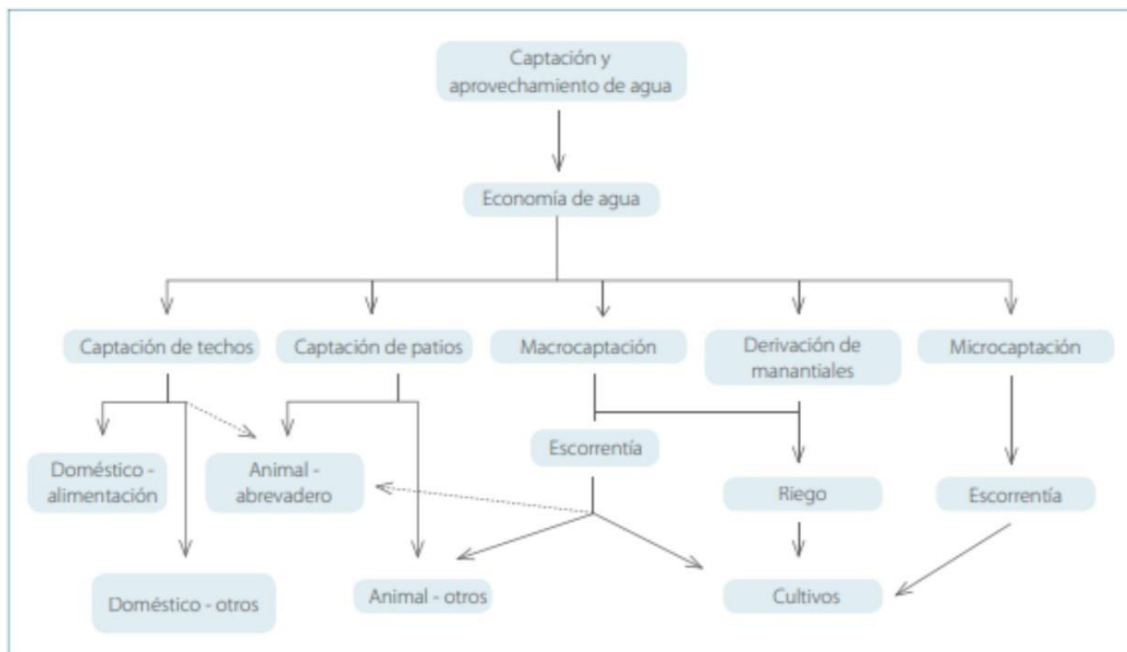 Captación y
aprovechamiento de agua
Economía de agua
Captación de techos
Captación de patios
Macrocaptación
Derivación de
manantiales
Microcaptación
Escorrentía
Doméstico -
alimentación
Animal -
abrevadero
Riego
Escorrentía
Doméstico - otros
Animal - otros
Cultivos